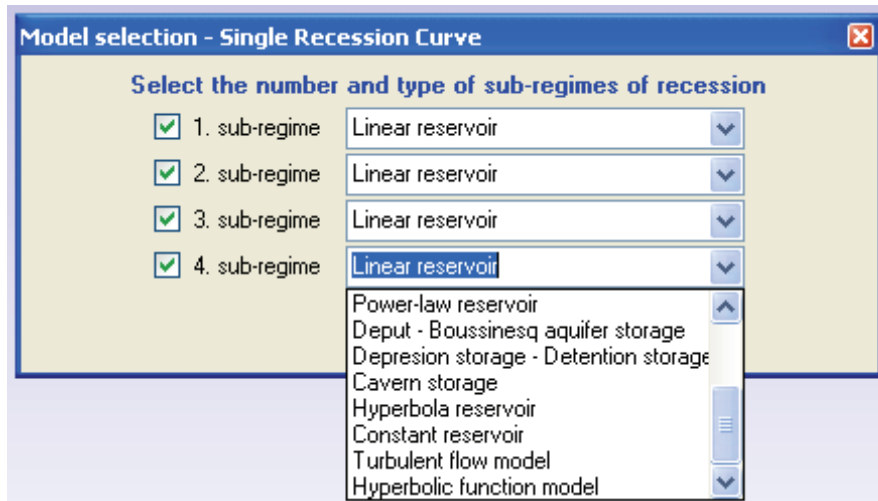 Model selection - Single Recession Curve
Select the number and type of sub-regimes of recession
1. sub-regime Linear reservoir
2. sub-regime Linear reservoir
3. sub-regime Linear reservoir
4. sub-regime Linear reservoir
Power-law reservoir
Deput - Boussinesq aquifer storage
Depresion storage - Detention storage
Cavern storage
Hyperbola reservoir
Constant reservoir
Turbulent flow model
Hyperbolic function model